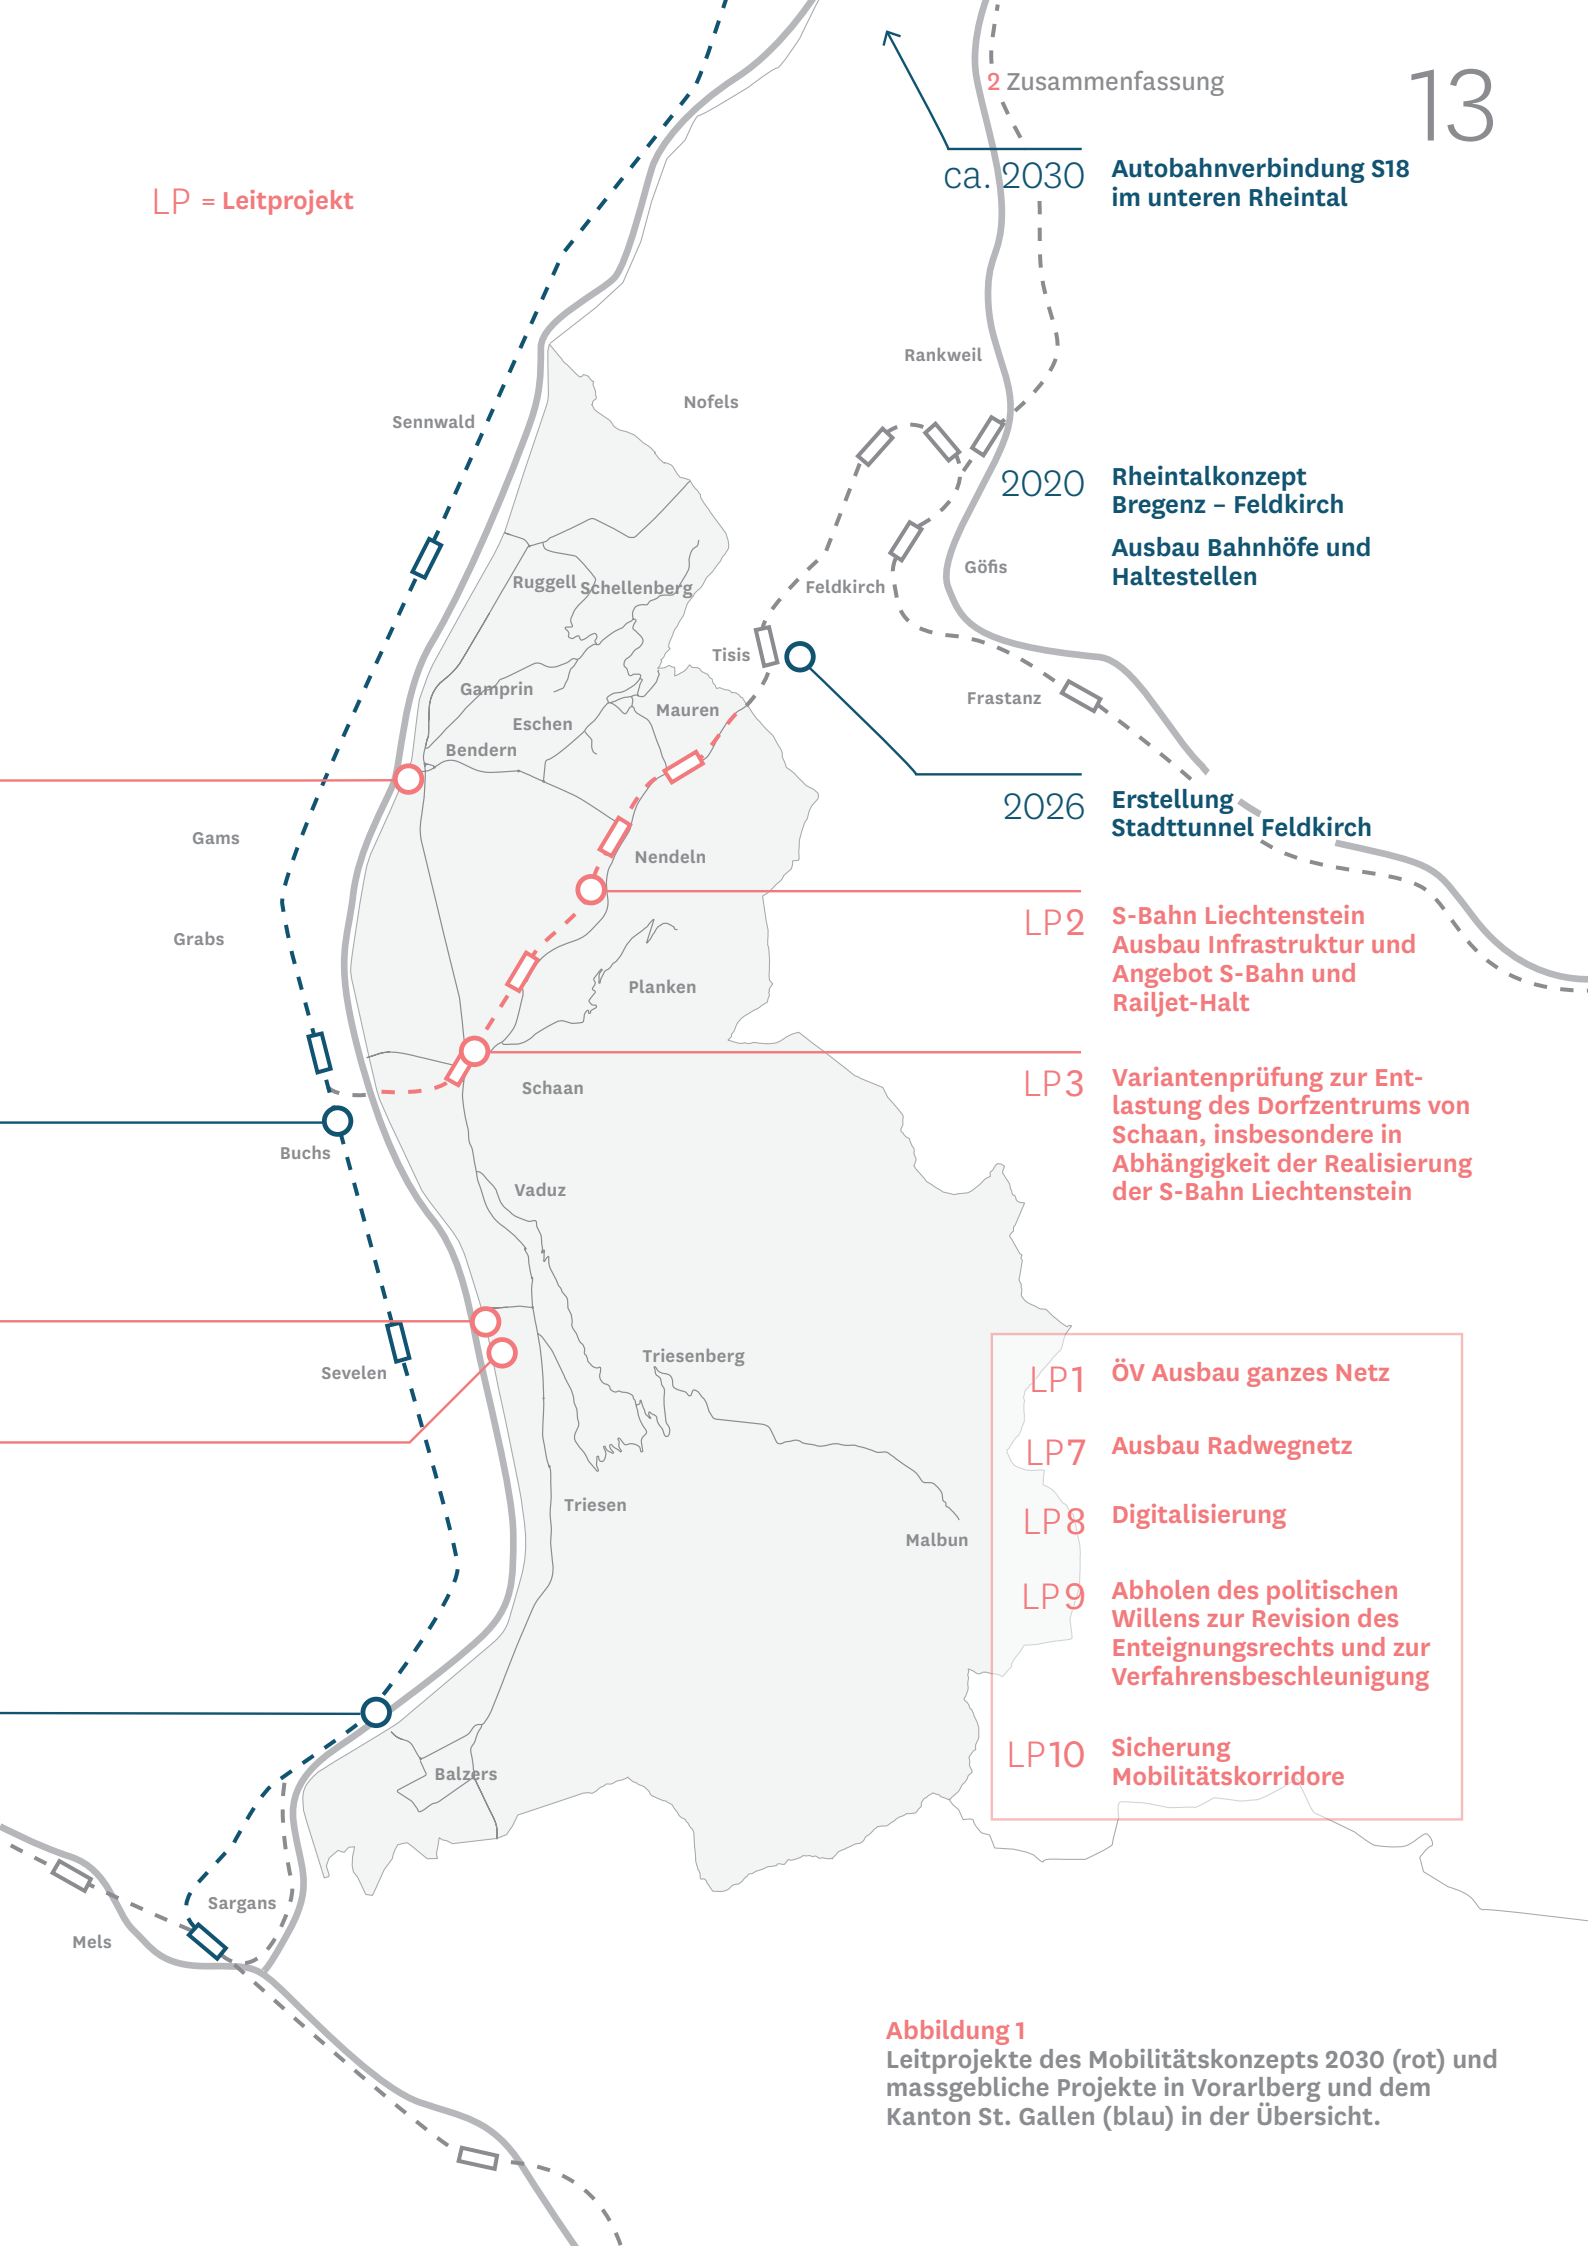 2 Zusammenfassung
13
LP = Leitprojekt
ca. 2030
Autobahnverbindung S18
im unteren Rheintal
Rankweil
Nofels
Sennwald
2020
Rheintalkonzept
Bregenz – Feldkirch
Ausbau Bahnhöfe und
Haltestellen
Göfis
Ruggell
Schellenberg
Feldkirch
Tisis
Gamprin
Frastanz
Mauren
Eschen
Bendern
2026
Erstellung
Stadttunnel Feldkirch
Gams
Nendeln
Grabs
LP2
S-Bahn Liechtenstein
Ausbau Infrastruktur und
Angebot S-Bahn und
Railjet-Halt
Planken
LP3
Variantenprüfung zur Ent-
lastung des Dorfzentrums von
Schaan, insbesondere in
Abhängigkeit der Realisierung
der S-Bahn Liechtenstein
Schaan
Buchs
Vaduz
Triesenberg
Sevelen
LP1
ÖV Ausbau ganzes Netz
LP7
Ausbau Radwegnetz
Triesen
LP8
Digitalisierung
Malbun
LP9
Abholen des politischen
Willens zur Revision des
Enteignungsrechts und zur
Verfahrensbeschleunigung
LP10
Sicherung
Mobilitätskorridore
Balzers
Sargans
Mels
Abbildung 1
Leitprojekte des Mobilitätskonzepts 2030 (rot) und
massgebliche Projekte in Vorarlberg und dem
Kanton St. Gallen (blau) in der Übersicht.